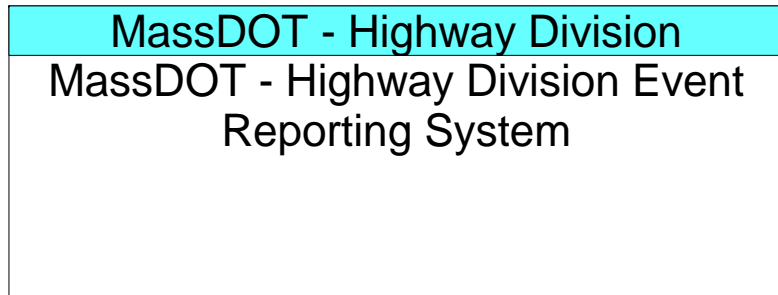 MassDOT - Highway Division
MassDOT - Highway Division Event
Reporting System